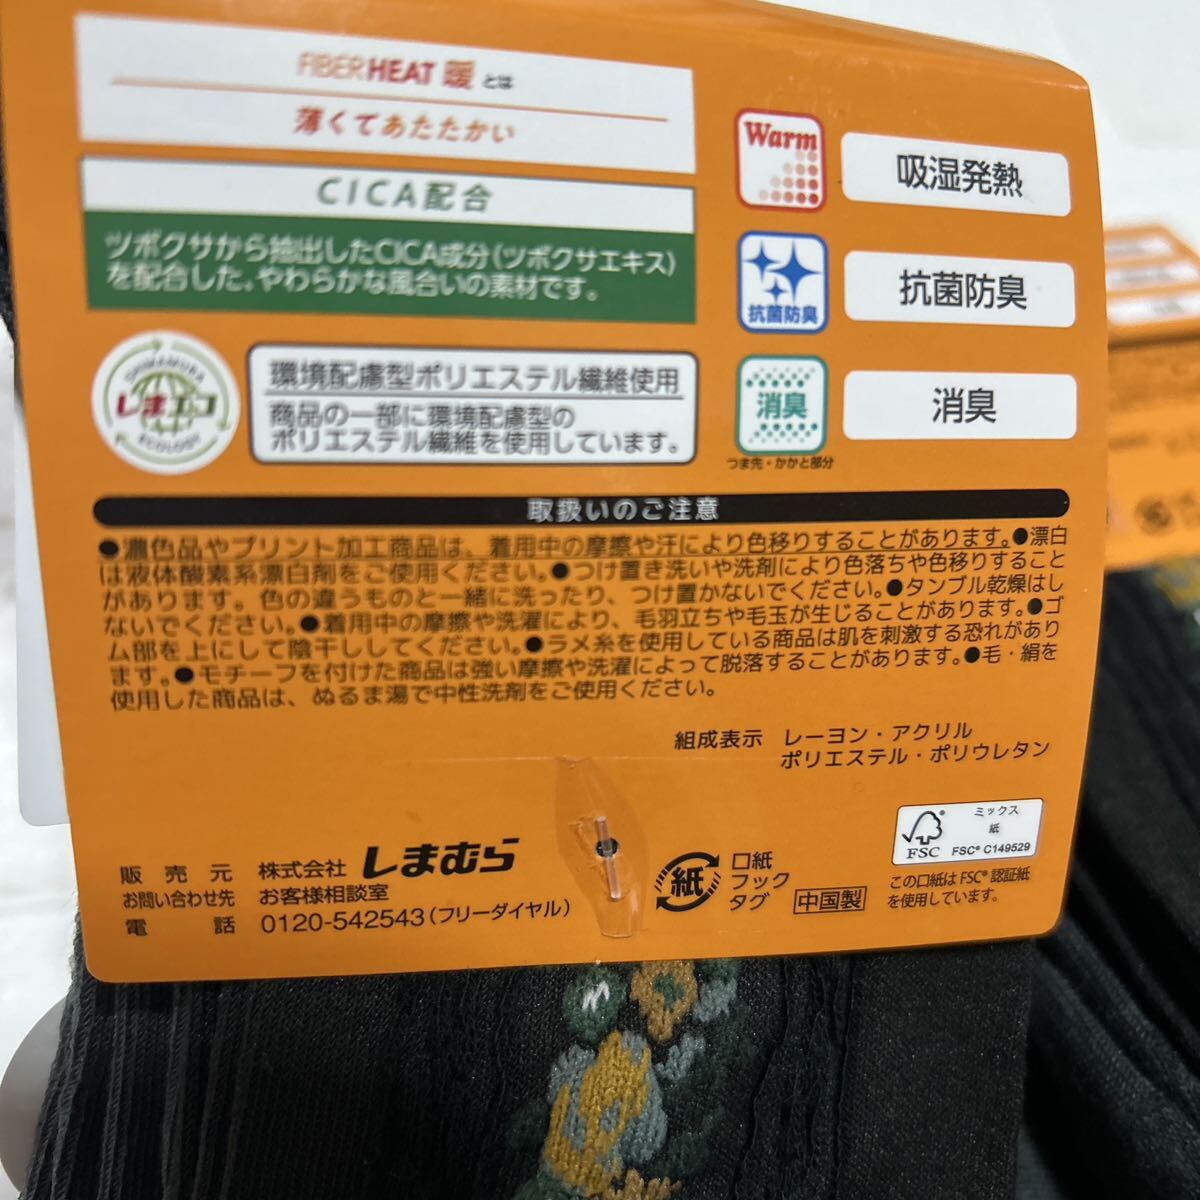 FIBER HEAT 暖 とは
薄くてあたたかい
CICA配合
ツボクサから抽出したCICA成分(ツボクサエキス)
を配合した、やわらかな風合いの素材です。
SHIMAMURA
しまエコ
ECOLOGY
環境配慮型ポリエステル繊維使用
商品の一部に環境配慮型の
ポリエステル繊維を使用しています。
Warm
吸湿発熱
抗菌防臭
抗菌防臭
消臭
つま先・かかと部分
消臭
取扱いのご注意
●濃色品やプリント加工商品は、着用中の摩擦や汗により色移りすることがあります。●漂白
は液体酸素系漂白剤をご使用ください。●つけ置き洗いや洗剤により色落ちや色移りすること
があります。色の違うものと一緒に洗ったり、つけ置かないでください。●タンブル乾燥はし
ないでください。●着用中の摩擦や洗濯により、毛羽立ちや毛玉が生じることがあります。●ゴ
ム部を上にして陰干ししてください。●ラメ糸を使用している商品は肌を刺激する恐れがあり
ます。●モチーフを付けた商品は強い摩擦や洗濯によって脱落することがあります。●毛・絹を
使用した商品は、ぬるま湯で中性洗剤をご使用ください。
組成表示 レーヨン・アクリル
ポリエステル・ポリウレタン
販売元 株式会社 しまむら
お問い合わせ先 お客様相談室
電話 0120-542543(フリーダイヤル)
紙
口紙
フック
タグ
中国製
FSC
ミックス
紙
FSC® C149529
この口紙はFSC®認証紙
を使用しています。